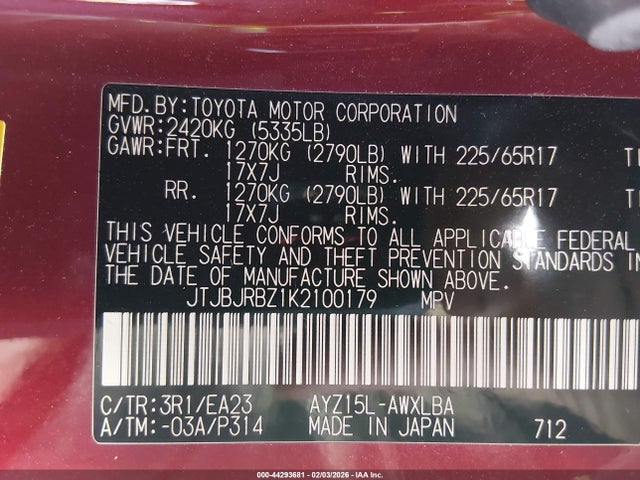 MFD.BY:TOYOTA MOTOR CORPORATION
GVWR:2420KG (5335LB)
GAWR:FRT. 1270KG (2790LB) WITH 225/65R17 TI
17X7J RIMS.
RR. 1270KG (2790LB) WITH 225/65R17 TI
17X7J RIMS.
THIS VEHICLE CONFORMS TO ALL APPLICABLE FEDERAL
VEHICLE SAFETY AND THEFT PREVENTION STANDARDS IN
THE DATE OF MANUFACTURE SHOWN ABOVE.
JTJBJRBZ1K2100179 MPV
C/TR:3R1/EA23 AYZ15L-AWXLBA
A/TM:-03A/P314 MADE IN JAPAN 712
000-44293681 - 02/03/2026 - IAA Inc.